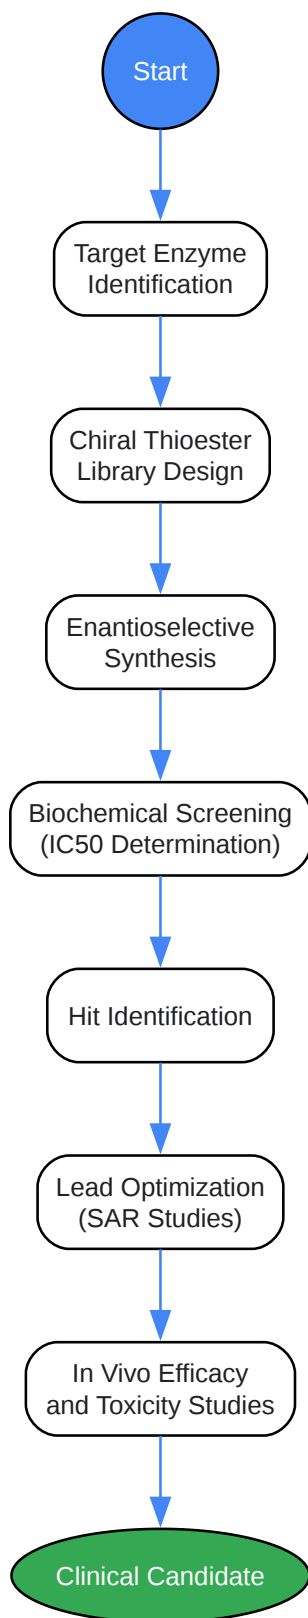 Start
Target Enzyme
Identification
Chiral Thioester
Library Design
Enantioselective
Synthesis
Biochemical Screening
(IC50 Determination)
Hit Identification
Lead Optimization
(SAR Studies)
In Vivo Efficacy
and Toxicity Studies
Clinical Candidate